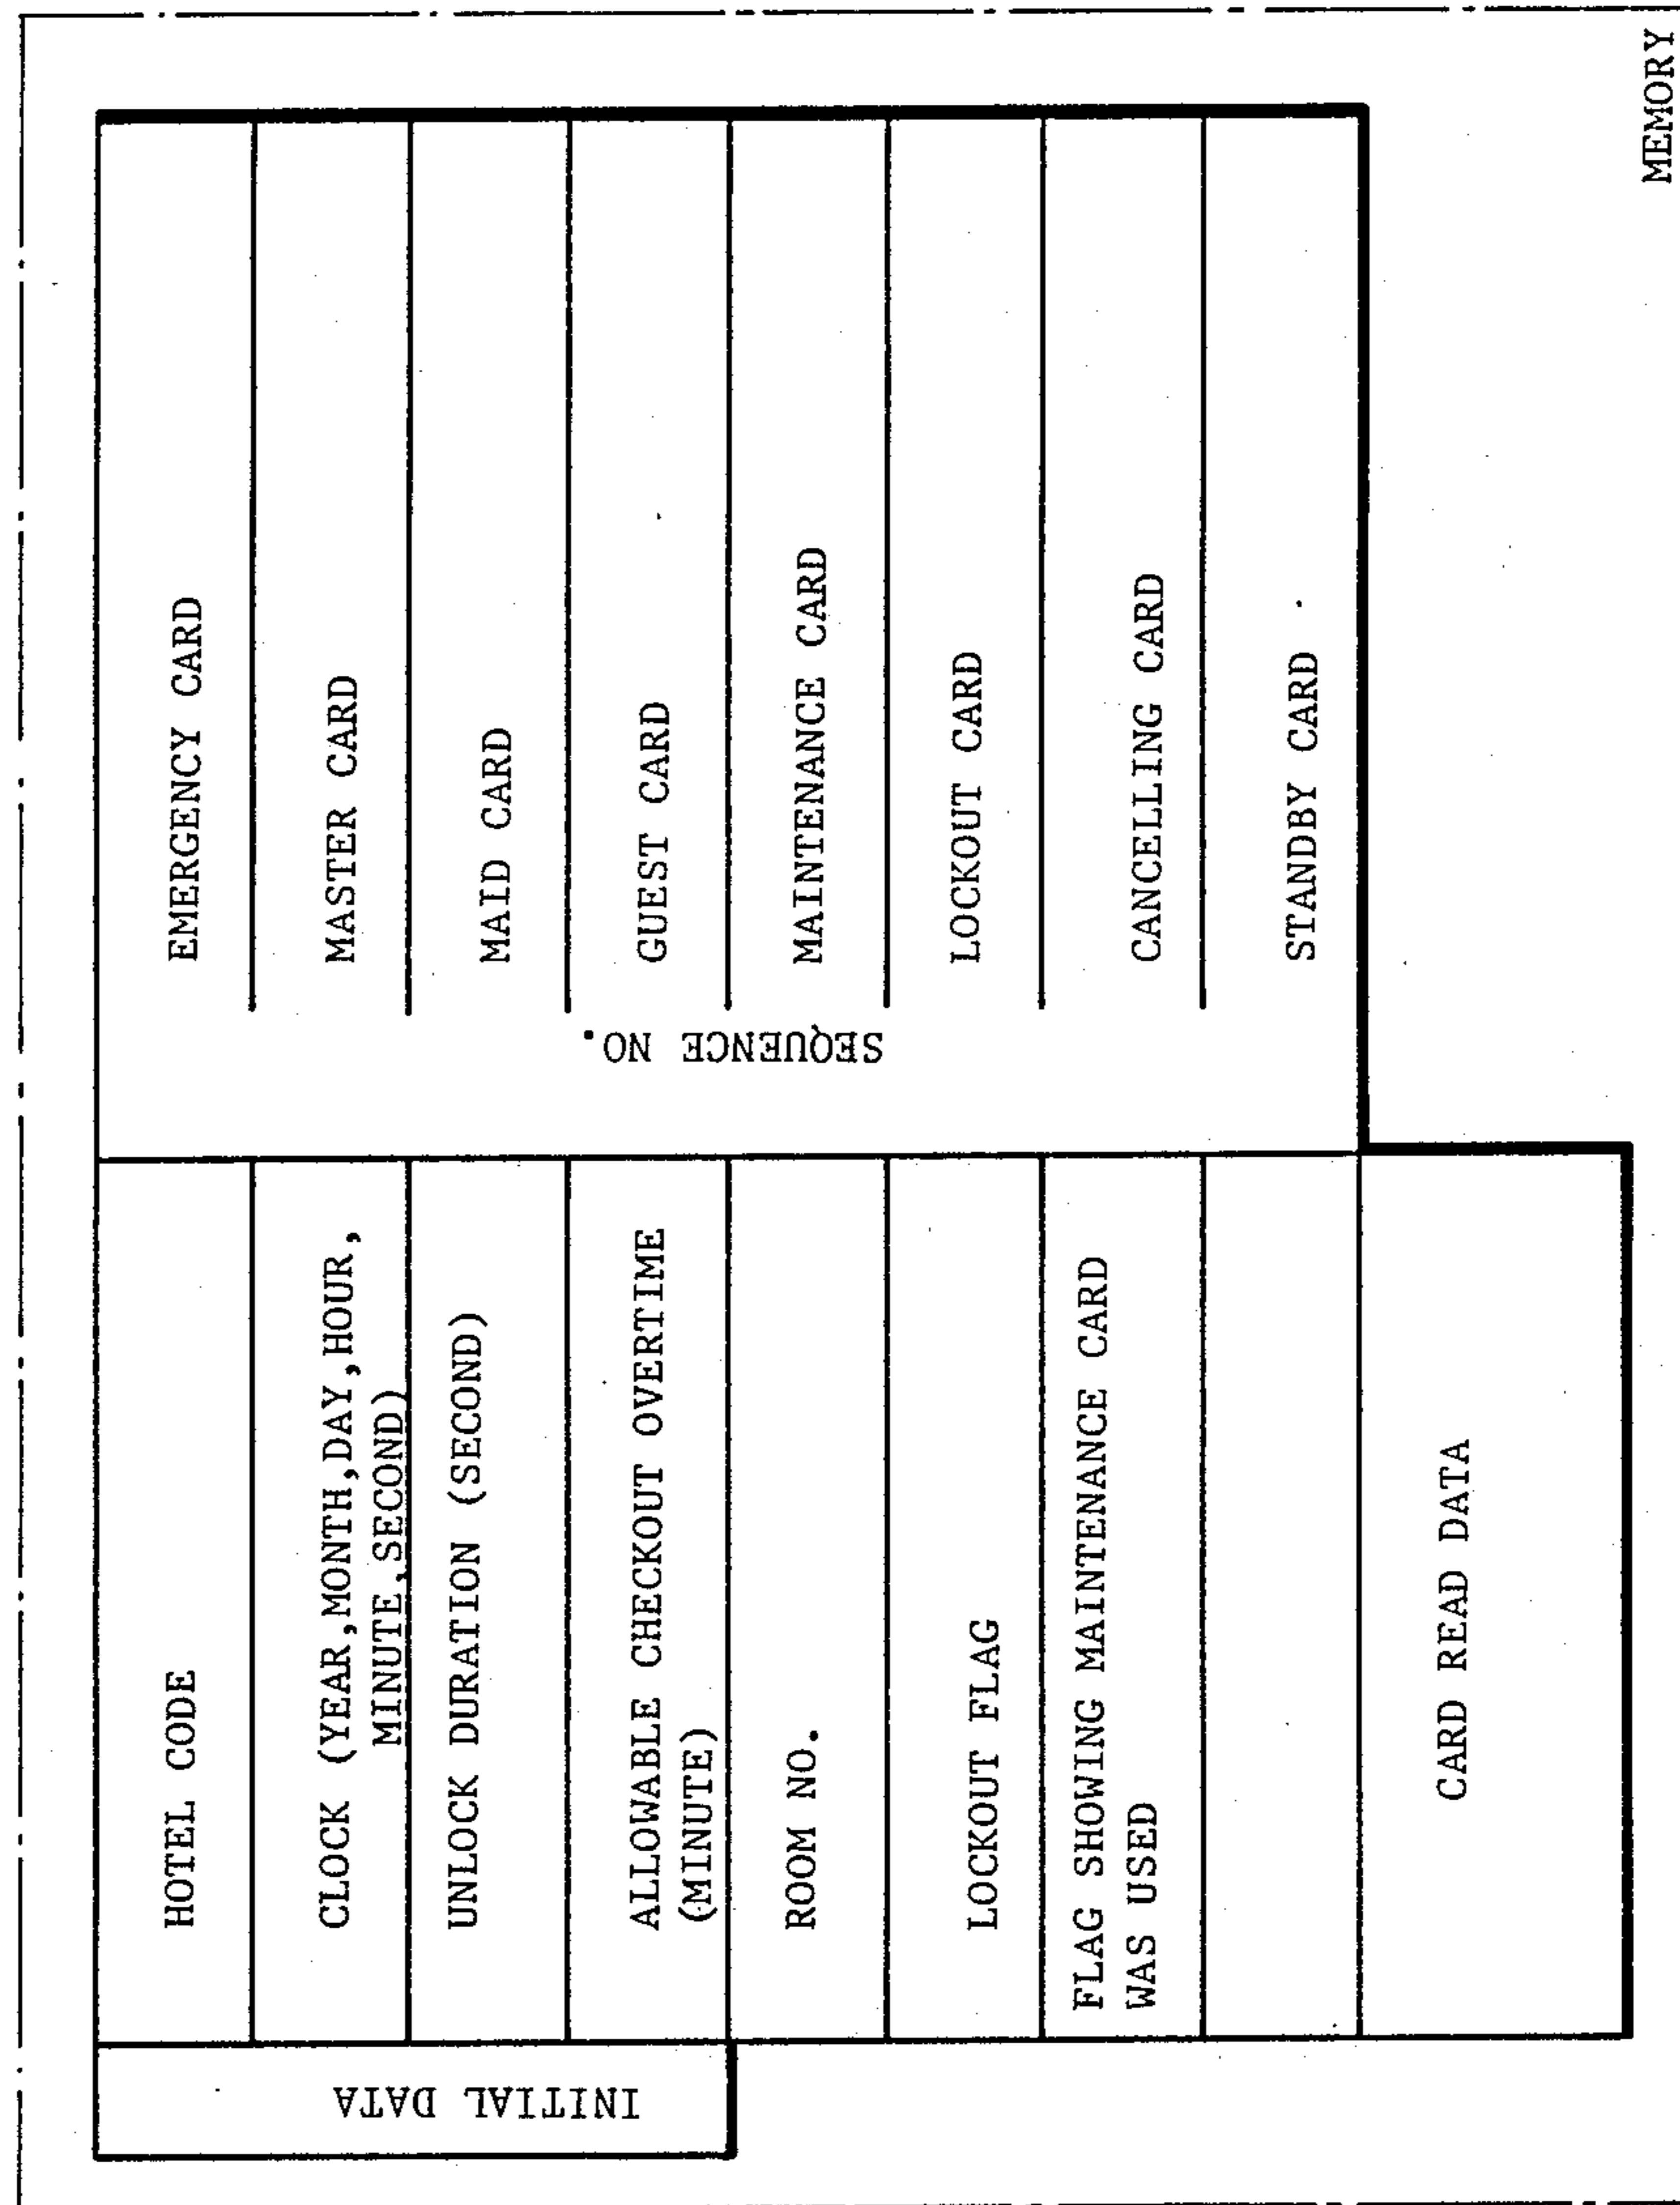 INITIAL DATA
HOTEL CODE
CLOCK (YEAR,MONTH,DAY,HOUR,
MINUTE,SECOND)
UNLOCK DURATION (SECOND)
ALLOWABLE CHECKOUT OVERTIME
(MINUTE)
ROOM NO.
LOCKOUT FLAG
FLAG SHOWING MAINTENANCE CARD
WAS USED
CARD READ DATA
SEQUENCE NO.
EMERGENCY CARD
MASTER CARD
MAID CARD
GUEST CARD
MAINTENANCE CARD
LOCKOUT CARD
CANCELLING CARD
STANDBY CARD
MEMORY